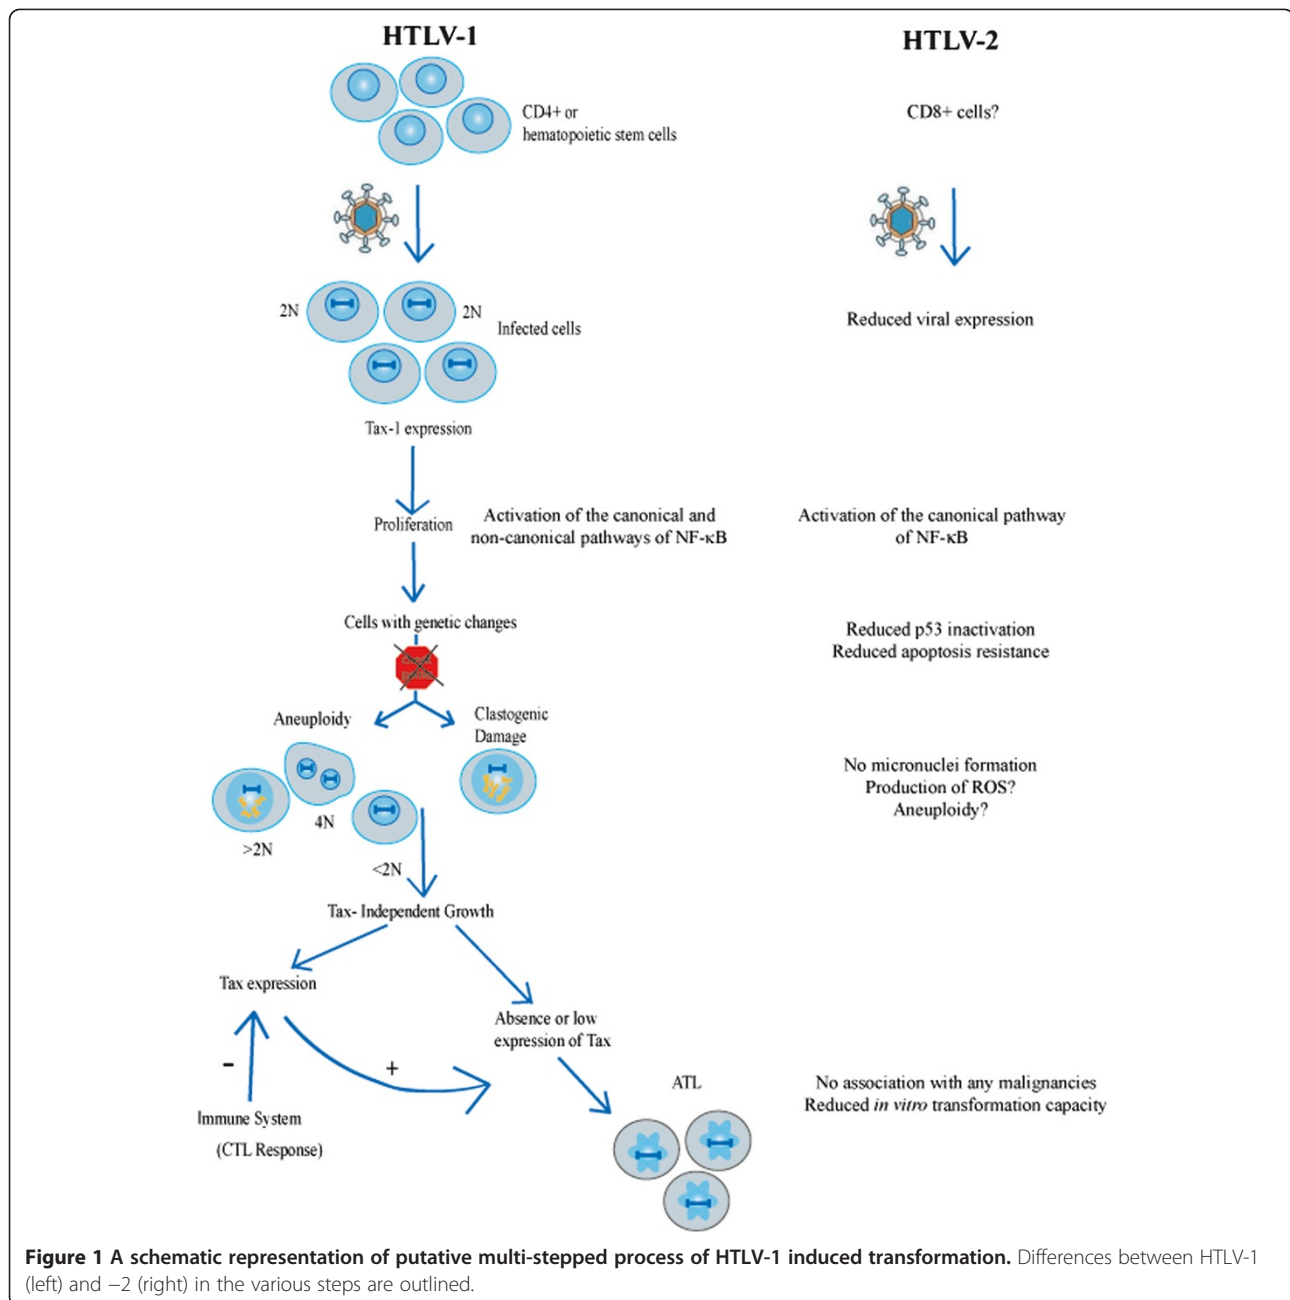 HTLV-1
HTLV-2
CD4+ or
hematopoietic stem cells
CD8+ cells?
2N
2N
Infected cells
Reduced viral expression
Tax-1 expression
Proliferation
Activation of the canonical and
non-canonical pathways of NF-κB
Activation of the canonical pathway
of NF-κB
Cells with genetic changes
Reduced p53 inactivation
Reduced apoptosis resistance
Aneuploidy
Clastogenic
Damage
No micronuclei formation
Production of ROS?
Aneuploidy?
>2N
4N
<2N
Tax- Independent Growth
Tax expression
Absence or low
expression of Tax
-
+
ATL
Immune System
(CTL Response)
No association with any malignancies
Reduced in vitro transformation capacity
Figure 1 A schematic representation of putative multi-stepped process of HTLV-1 induced transformation. Differences between HTLV-1
(left) and −2 (right) in the various steps are outlined.